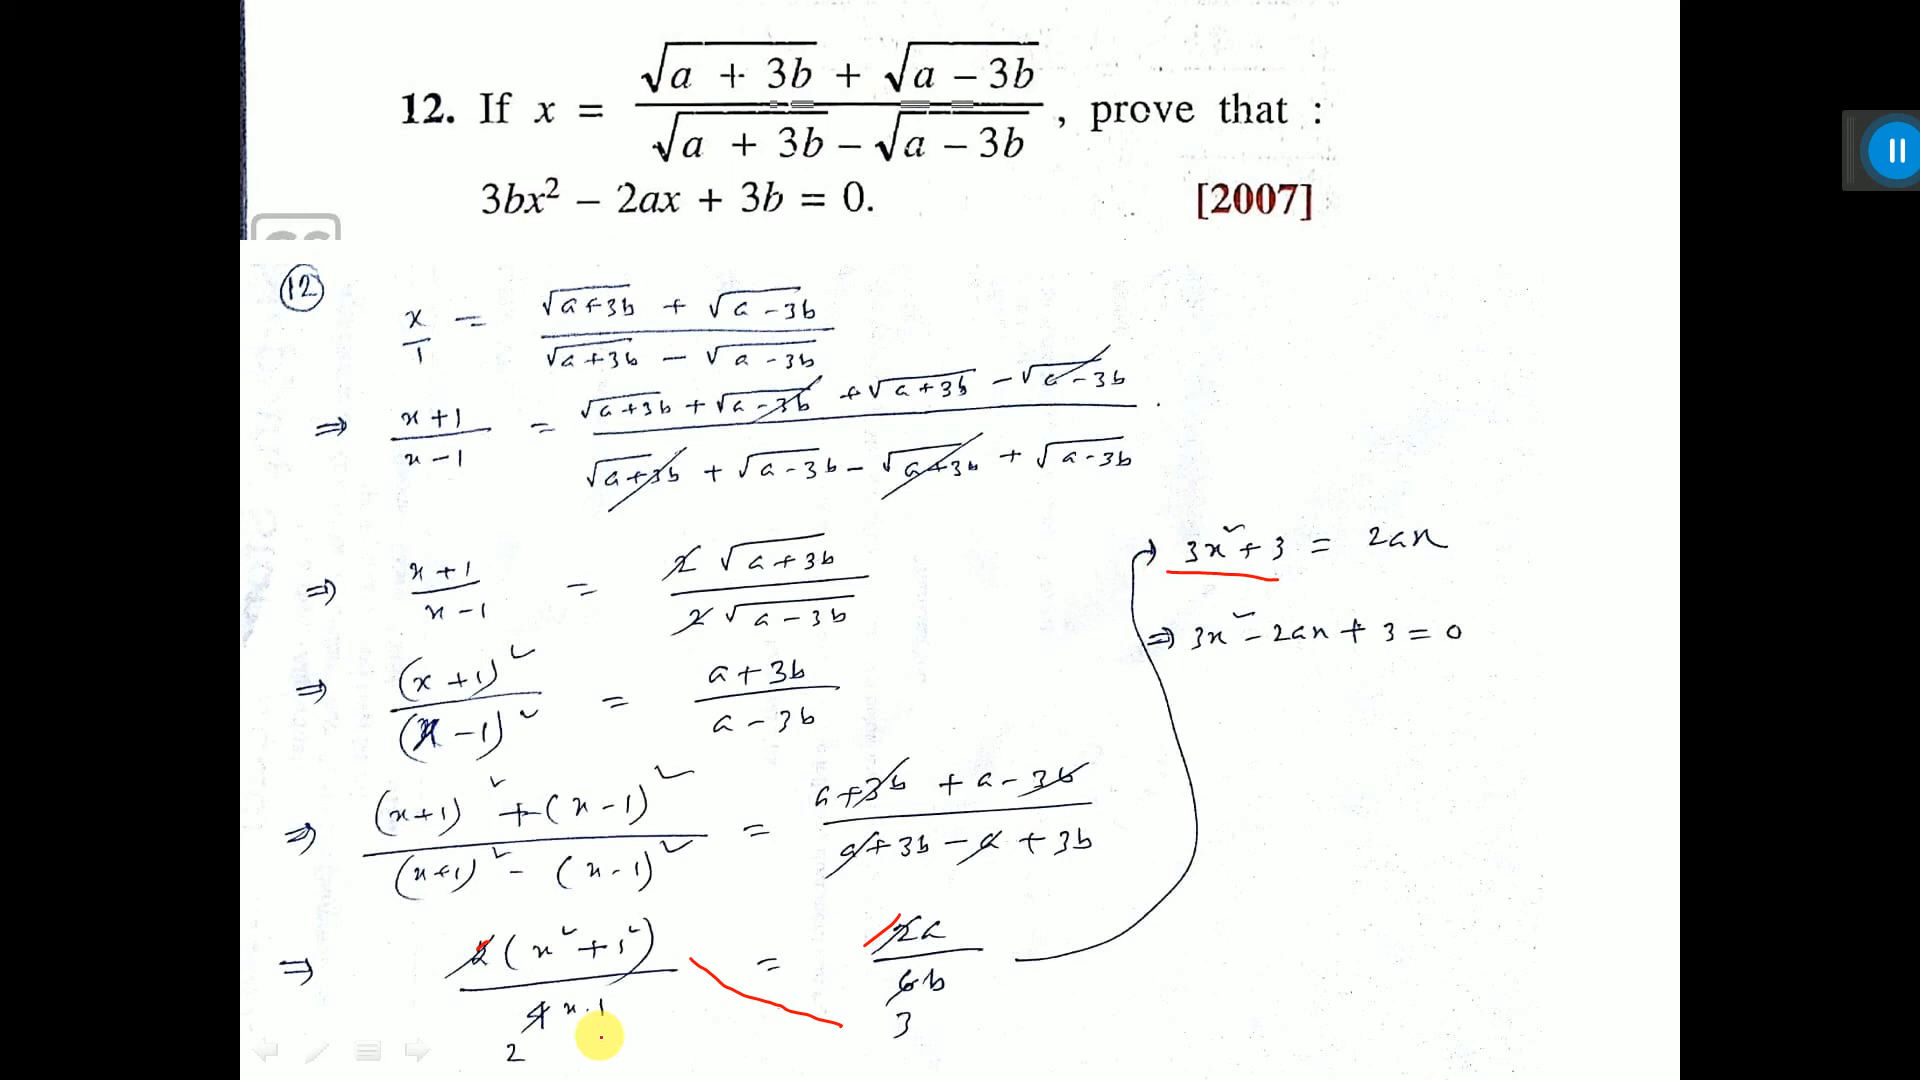 12. If x = (√(a + 3b) + √(a – 3b)) / (√(a + 3b) – √(a – 3b)), prove that :
3bx² – 2ax + 3b = 0. [2007]
(12)
x/1 = (√(a+3b) + √(a-3b)) / (√(a+3b) - √(a-3b))
⇒ (x+1)/(x-1) = (√(a+3b) + √(a-3b) + √(a+3b) - √(a-3b)) / (√(a+3b) + √(a-3b) - √(a+3b) + √(a-3b))
⇒ (x+1)/(x-1) = (2√(a+3b)) / (2√(a-3b))
⇒ (x+1)²/(x-1)² = (a+3b)/(a-3b)
⇒ ((x+1)² + (x-1)²) / ((x+1)² - (x-1)²) = (a+3b + a-3b) / (a+3b - a + 3b)
⇒ 2(x²+1²) / 4x.1 = 2a/6b
2 3
⇒ 3x² + 3 = 2ax
⇒ 3x² - 2ax + 3 = 0